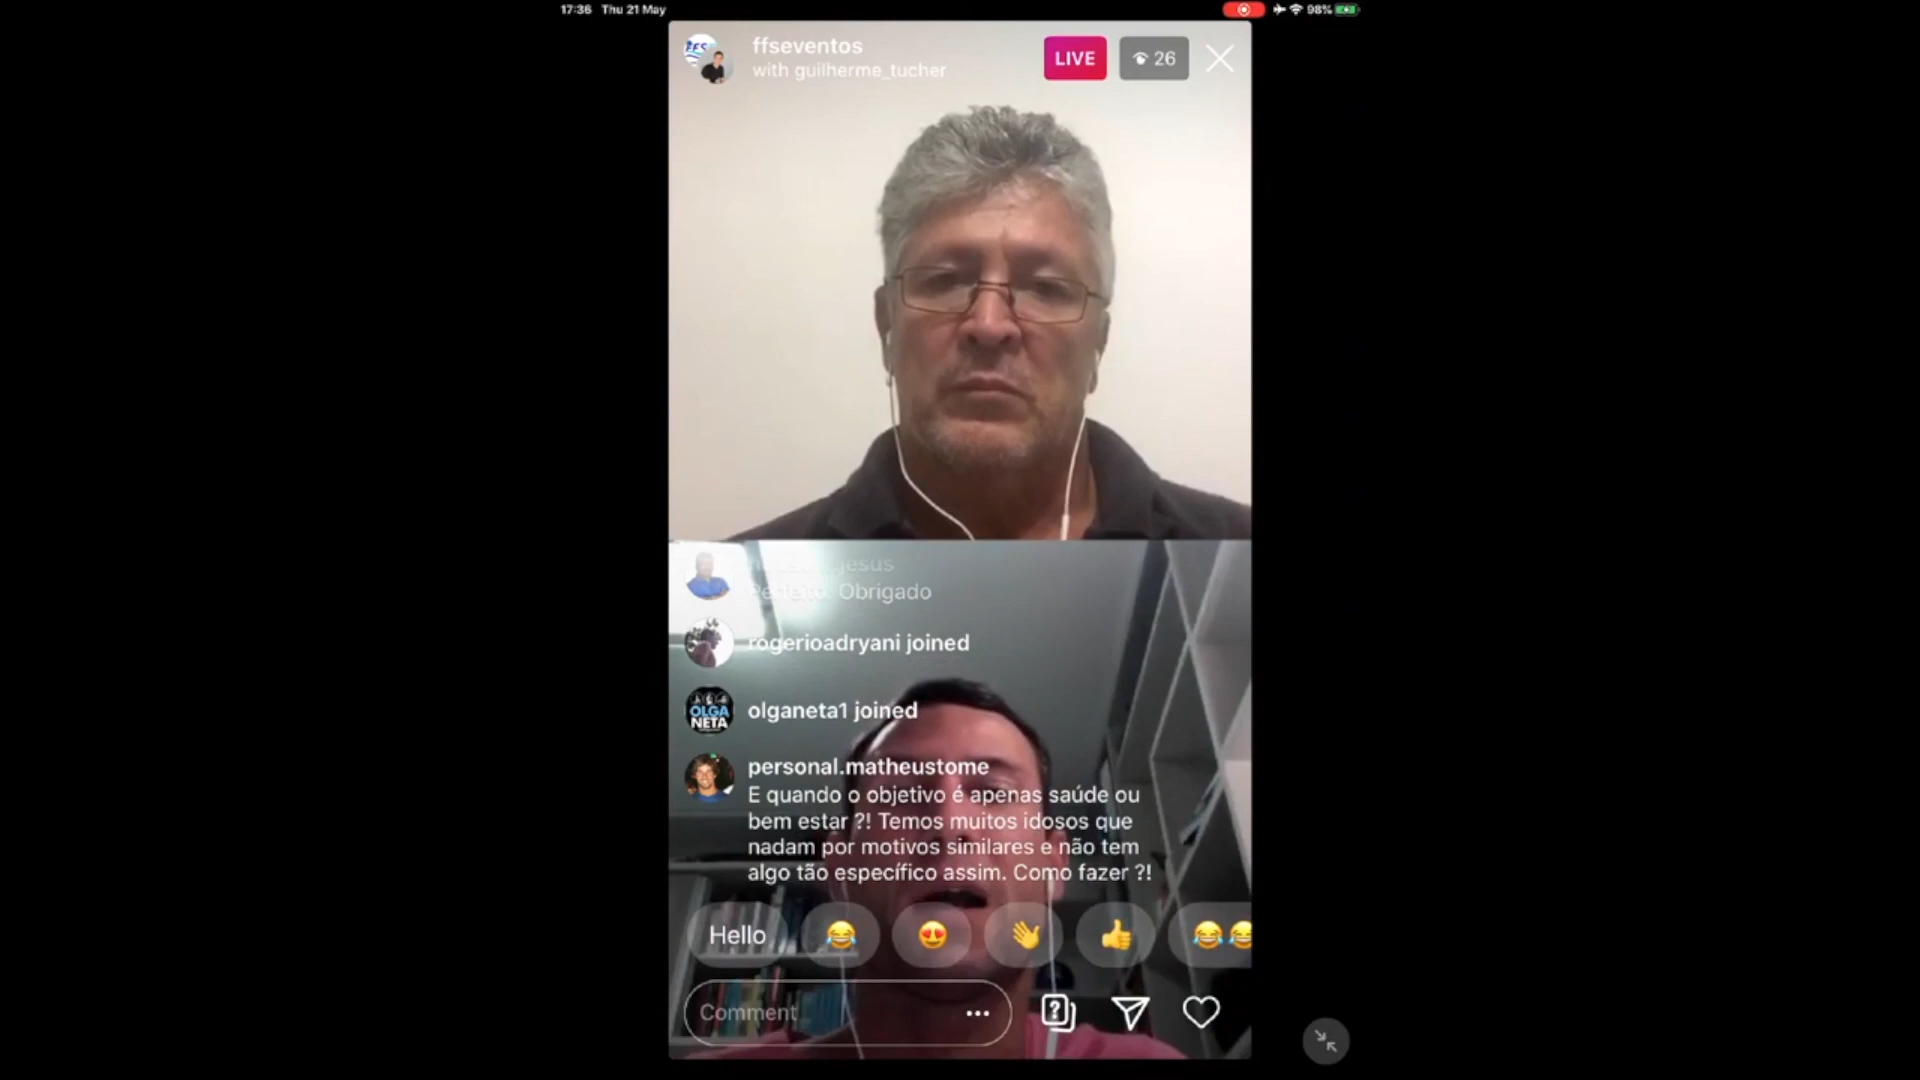 17:36 Thu 21 May
98%
FFS
ffseventos
with guilherme_tucher
LIVE
26
jesus
Obrigado
rogerioadryani joined
OLGA
NETA
olganeta1 joined
personal.matheustome
E quando o objetivo é apenas saúde ou
bem estar ?! Temos muitos idosos que
nadam por motivos similares e não tem
algo tão específico assim. Como fazer ?!
Hello
Comment